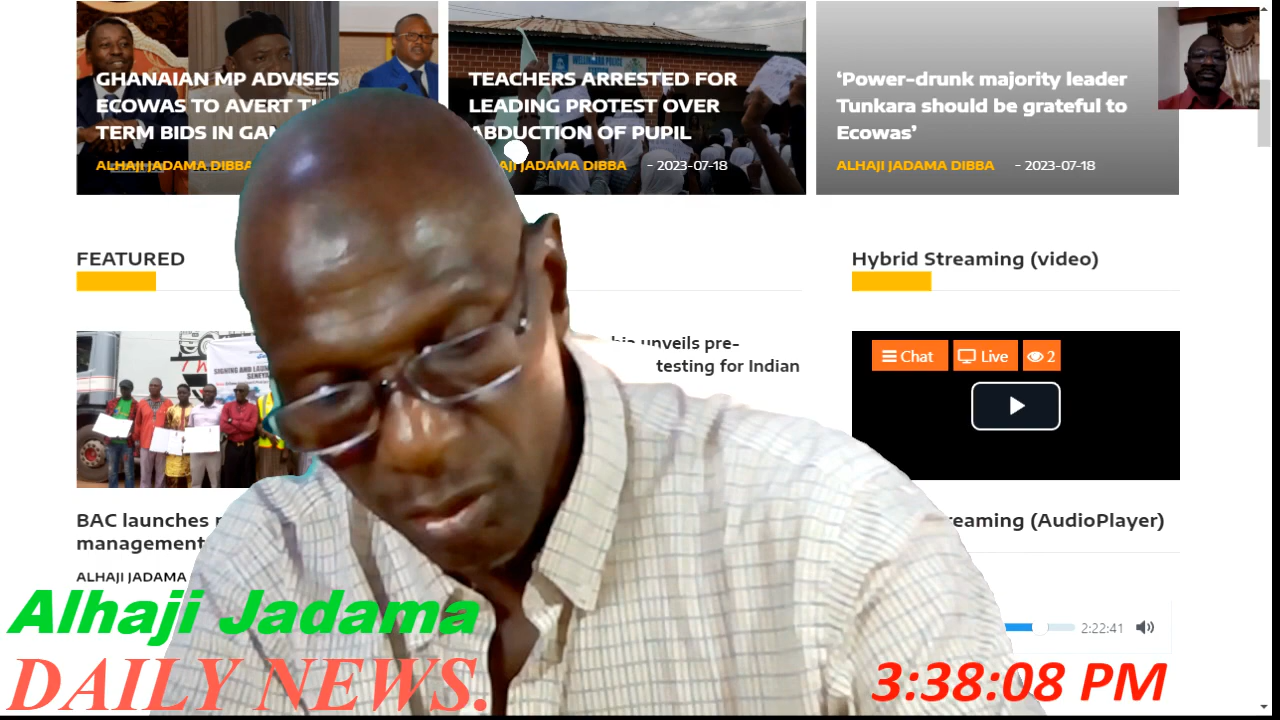 GHANAIAN MP ADVISES
ECOWAS TO AVERT
TERM BIDS IN
ALHAJI JADAMA DIBBA
TEACHERS ARRESTED FOR
LEADING PROTEST OVER
ABDUCTION OF PUPIL
JADAMA DIBBA - 2023-07-18
‘Power-drunk majority leader
Tunkara should be grateful to
Ecowas’
ALHAJI JADAMA DIBBA - 2023-07-18
FEATURED
Hybrid Streaming (video)
unveils pre-
testing for Indian
Chat
Live
2
SIGNING AND
BAC launches
management
ALHAJI JADAMA
(AudioPlayer)
2:22:41
Alhaji Jadama
DAILY NEWS.
3:38:08 PM